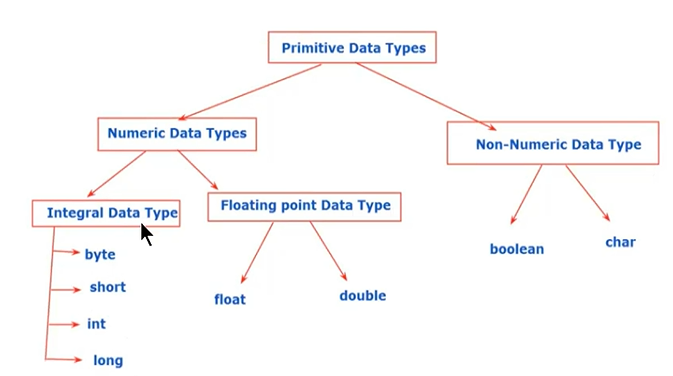 Primitive Data Types
Numeric Data Types
Non-Numeric Data Type
Integral Data Type
Floating point Data Type
byte
short
int
long
float
double
boolean
char